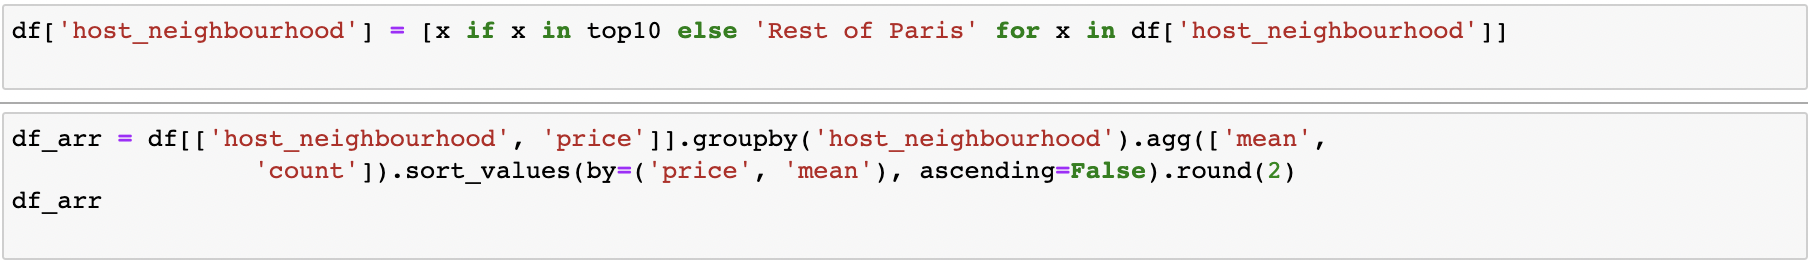 df['host_neighbourhood'] = [x if x in top10 else 'Rest of Paris' for x in df['host_neighbourhood']]
df_arr = df[['host_neighbourhood', 'price']].groupby('host_neighbourhood').agg(['mean',
'count']).sort_values(by=('price', 'mean'), ascending=False).round(2)
df_arr